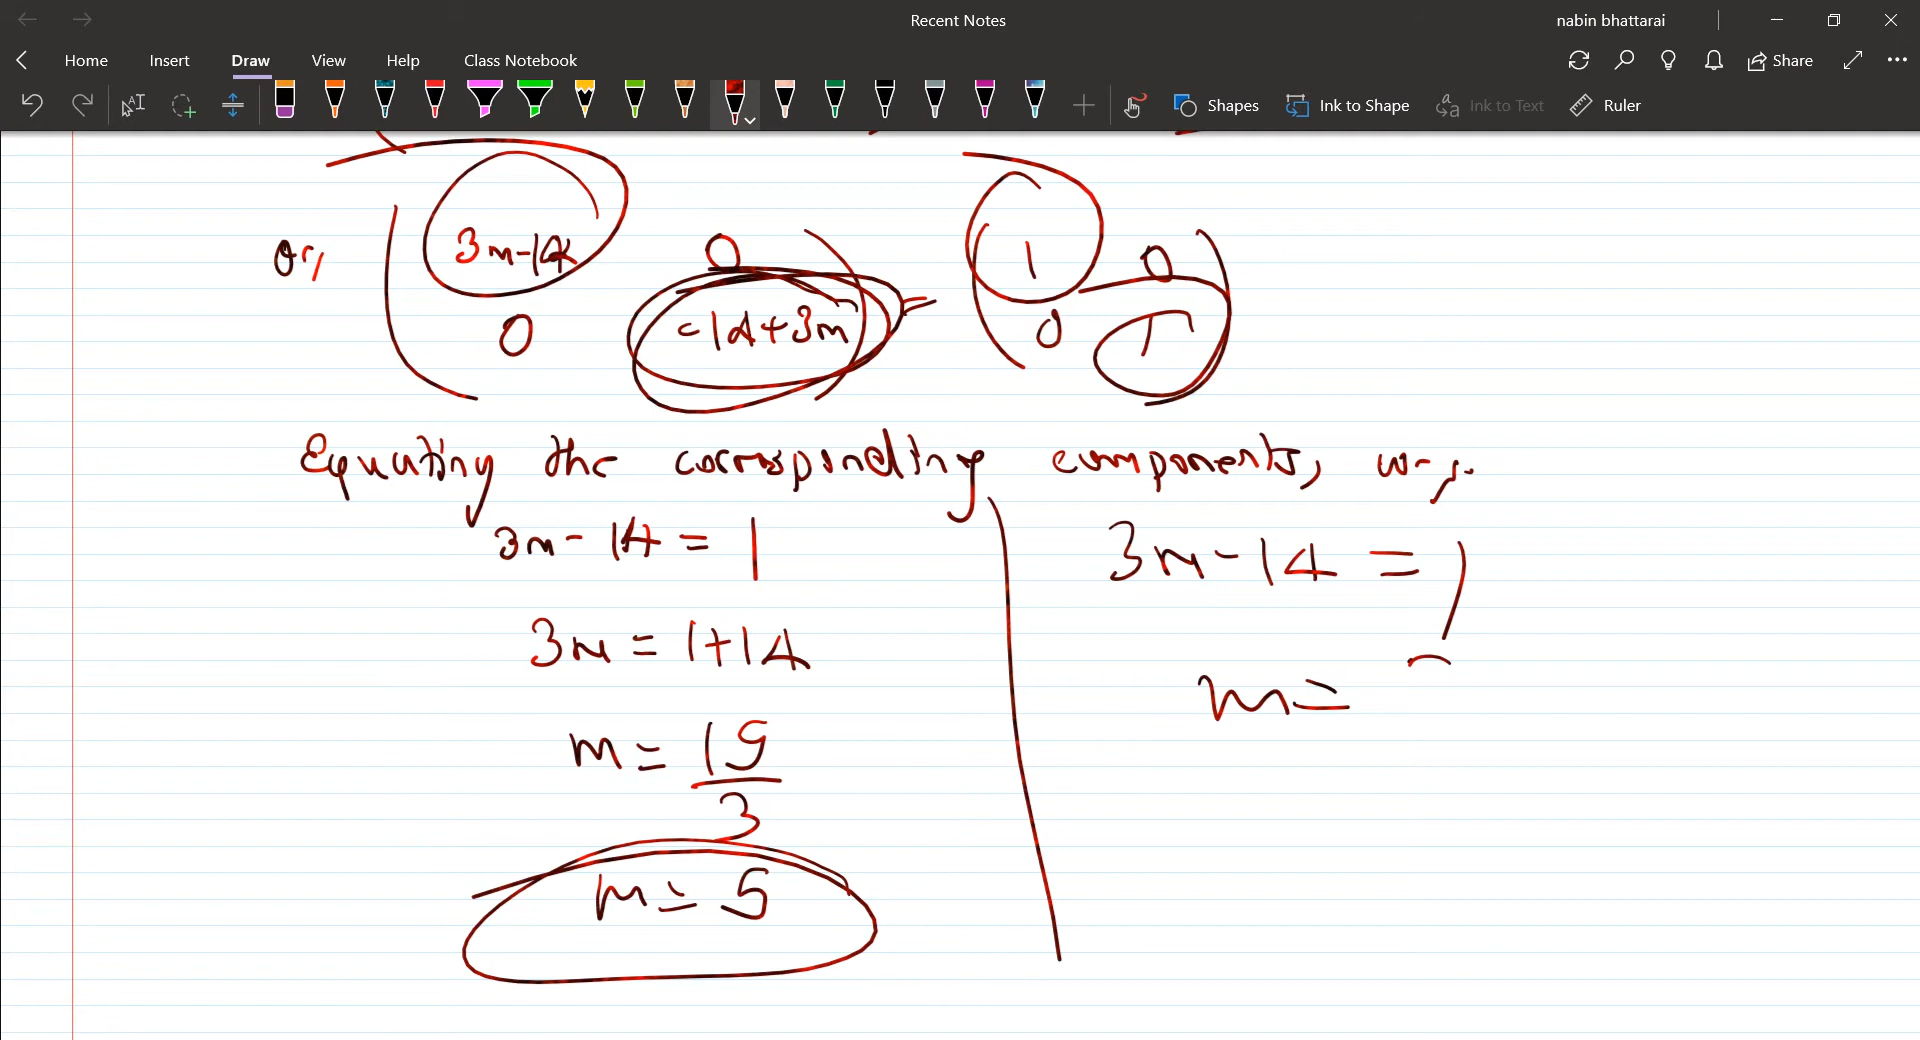 Recent Notes
nabin bhattarai
Home Insert Draw View Help Class Notebook Share
Shapes Ink to Shape Ink to Text Ruler
or, 3m-14 0 = 1 0
0 -14+3m 0 1
Equating the corresponding components, we,
3m - 14 = 1
3m = 1+14
m = 15
3
m = 5
3m-14 = 1
m =